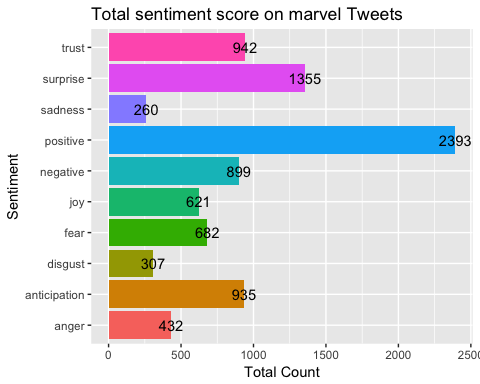 Total sentiment score on marvel Tweets
Sentiment
trust 942
surprise 1355
sadness 260
positive 2393
negative 899
joy 621
fear 682
disgust 307
anticipation 935
anger 432
0 500 1000 1500 2000 2500
Total Count